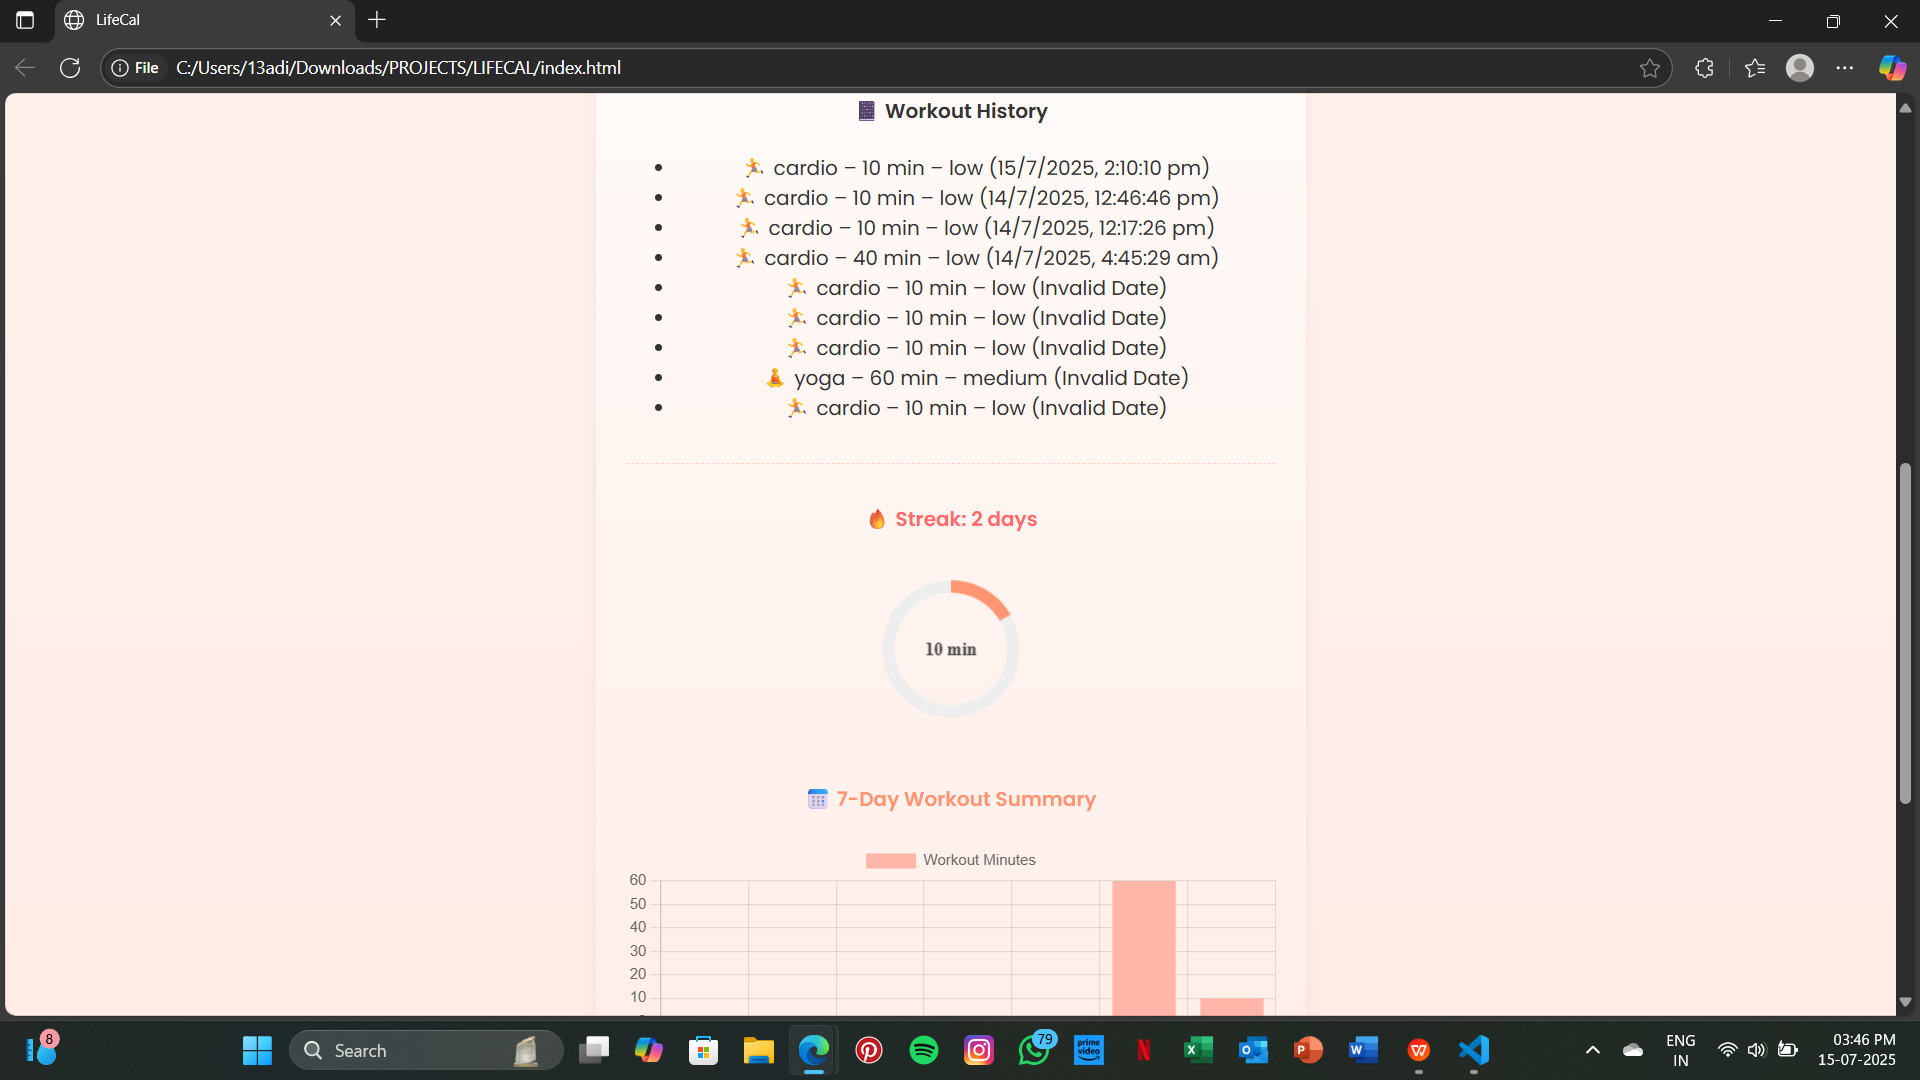 LifeCal
File C:/Users/13adi/Downloads/PROJECTS/LIFECAL/index.html
Workout History
cardio – 10 min – low (15/7/2025, 2:10:10 pm)
cardio – 10 min – low (14/7/2025, 12:46:46 pm)
cardio – 10 min – low (14/7/2025, 12:17:26 pm)
cardio – 40 min – low (14/7/2025, 4:45:29 am)
cardio – 10 min – low (Invalid Date)
cardio – 10 min – low (Invalid Date)
cardio – 10 min – low (Invalid Date)
yoga – 60 min – medium (Invalid Date)
cardio – 10 min – low (Invalid Date)
Streak: 2 days
10 min
7-Day Workout Summary
Workout Minutes
60
50
40
30
20
10
8
Search
79
prime video
ENG
IN
03:46 PM
15-07-2025